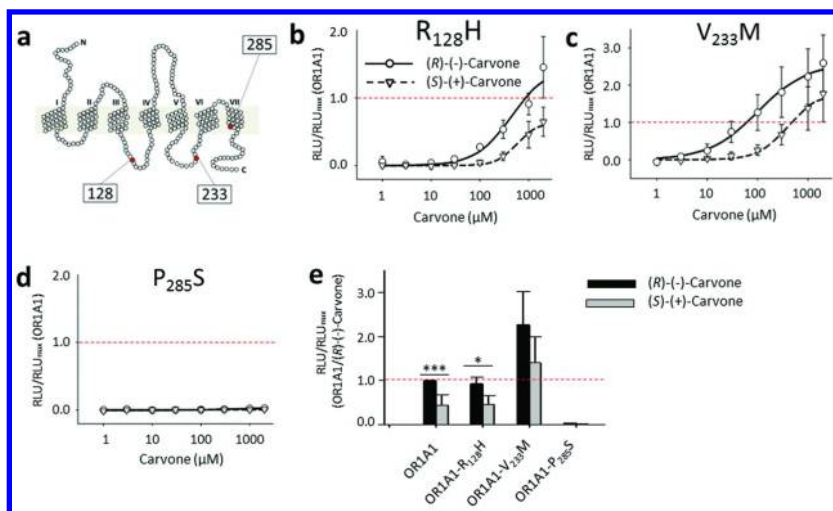 a
285
N
I II III IV V VI VII
C
128
233
b
R128H
(R)-(-)-Carvone
(S)-(+)-Carvone
RLU/RLUmax (OR1A1)
2.0
1.0
0.0
1 10 100 1000
Carvone (µM)
c
V233M
RLU/RLUmax (OR1A1)
4.0
3.0
2.0
1.0
0.0
1 10 100 1000
Carvone (µM)
d
P285S
RLU/RLUmax (OR1A1)
2.0
1.0
0.0
1 10 100 1000
Carvone (µM)
e
(R)-(-)-Carvone
(S)-(+)-Carvone
RLU/RLUmax
(OR1A1/(R)-(-)-Carvone)
3.0
2.0
1.0
0.0
***
*
OR1A1
OR1A1-R128H
OR1A1-V233M
OR1A1-P285S